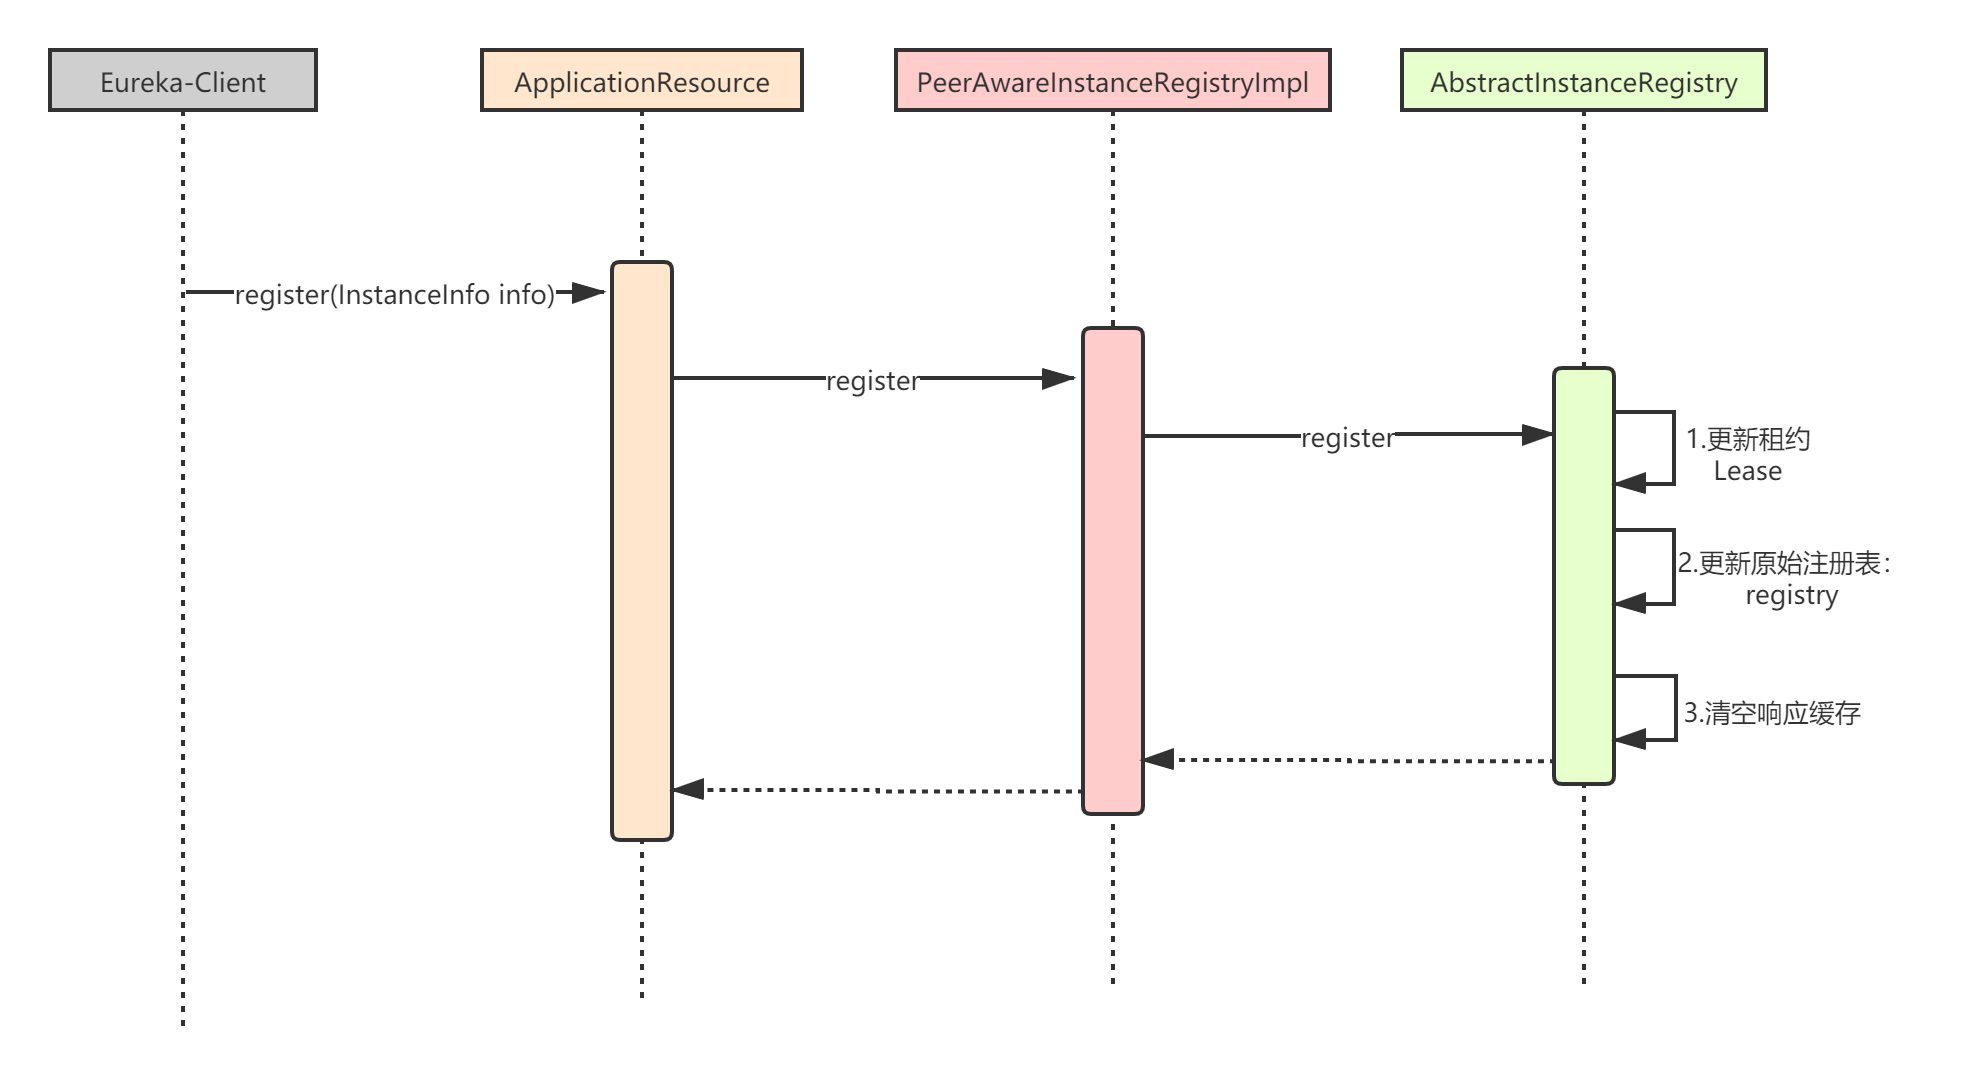 Eureka-Client
ApplicationResource
PeerAwareInstanceRegistryImpl
AbstractInstanceRegistry
register(InstanceInfo info)
register
register
1.更新租约
Lease
2.更新原始注册表：
registry
3.清空响应缓存